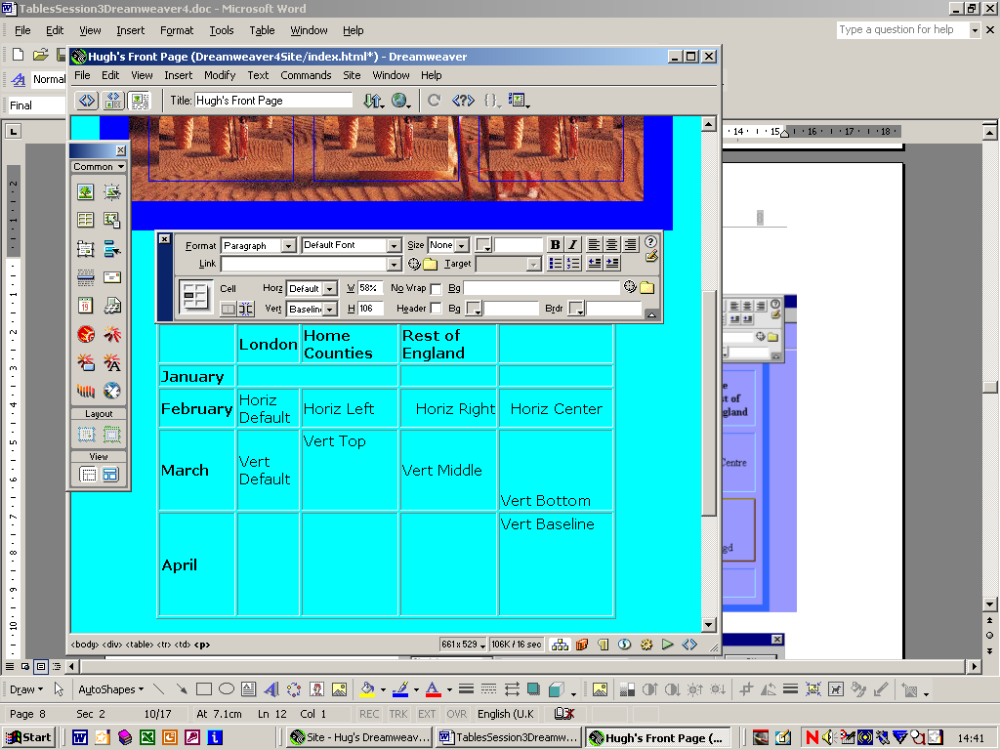 TablesSession3Dreamweaver4.doc - Microsoft Word
File Edit View Insert Format Tools Table Window Help
Type a question for help
Normal
Final
Hugh's Front Page (Dreamweaver4Site/index.html*) - Dreamweaver
File Edit View Insert Modify Text Commands Site Window Help
Title: Hugh's Front Page
14 15 16 17 18
Common
Layout
View
Format Paragraph Default Font Size None B I
Link Target
Cell Horz Default W 58% No Wrap Bg
Vert Baseline H 106 Header Bg Brdr
London Home Counties Rest of England
January
February Horiz Default Horiz Left Horiz Right Horiz Center
March Vert Default Vert Top Vert Middle Vert Bottom
April Vert Baseline
st of
gland
Centre
gd
<body> <div> <table> <tr> <td> <p>
661 x 529 106K / 16 sec
Draw AutoShapes
Page 8 Sec 2 10/17 At 7.1cm Ln 12 Col 1 REC TRK EXT OVR English (U.K
Start Site - Hug's Dreamweav... TablesSession3Dreamw... Hugh's Front Page (... 14:41